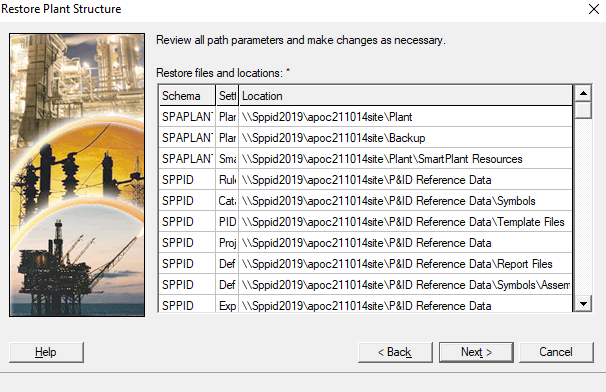 Restore Plant Structure
Review all path parameters and make changes as necessary.
Restore files and locations: *
Schema Sett Location
SPAPLANT Plar \\Sppid2019\apoc211014site\Plant
SPAPLANT Plar \\Sppid2019\apoc211014site\Backup
SPAPLANT Sma \\Sppid2019\apoc211014site\Plant\SmartPlant Resources
SPPID Rule \\Sppid2019\apoc211014site\P&ID Reference Data
SPPID Cata \\Sppid2019\apoc211014site\P&ID Reference Data\Symbols
SPPID PID \\Sppid2019\apoc211014site\P&ID Reference Data\Template Files
SPPID Proj \\Sppid2019\apoc211014site\P&ID Reference Data
SPPID Def \\Sppid2019\apoc211014site\P&ID Reference Data\Report Files
SPPID Def \\Sppid2019\apoc211014site\P&ID Reference Data\Symbols\Assem
SPPID Exp \\Sppid2019\apoc211014site\P&ID Reference Data
Help < Back Next > Cancel